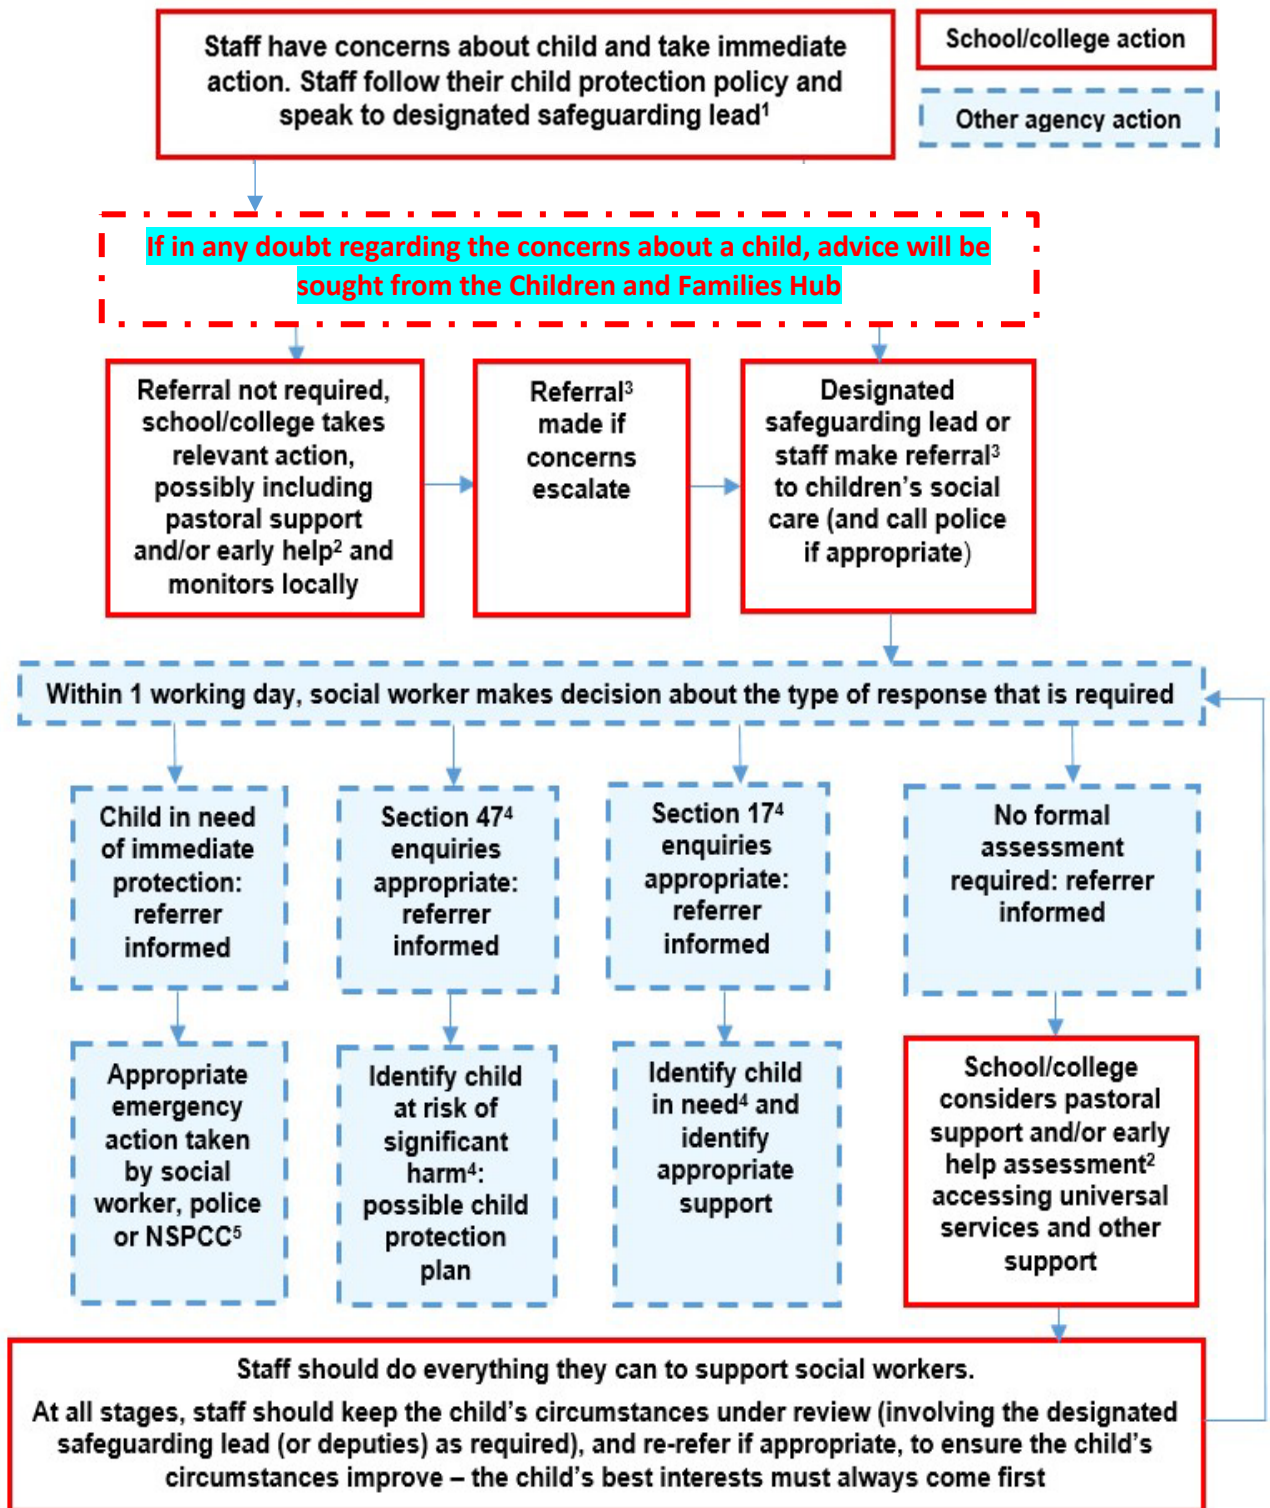 Staff have concerns about child and take immediate
action. Staff follow their child protection policy and
speak to designated safeguarding lead¹
School/college action
Other agency action
If in any doubt regarding the concerns about a child, advice will be
sought from the Children and Families Hub
Referral not required,
school/college takes
relevant action,
possibly including
pastoral support
and/or early help² and
monitors locally
Referral³
made if
concerns
escalate
Designated
safeguarding lead or
staff make referral³
to children’s social
care (and call police
if appropriate)
Within 1 working day, social worker makes decision about the type of response that is required
Child in need
of immediate
protection:
referrer
informed
Section 47⁴
enquiries
appropriate:
referrer
informed
Section 17⁴
enquiries
appropriate:
referrer
informed
No formal
assessment
required: referrer
informed
Appropriate
emergency
action taken
by social
worker, police
or NSPCC⁵
Identify child
at risk of
significant
harm⁴:
possible child
protection
plan
Identify child
in need⁴ and
identify
appropriate
support
School/college
considers pastoral
support and/or early
help assessment²
accessing universal
services and other
support
Staff should do everything they can to support social workers.
At all stages, staff should keep the child’s circumstances under review (involving the designated
safeguarding lead (or deputies) as required), and re-refer if appropriate, to ensure the child’s
circumstances improve – the child’s best interests must always come first